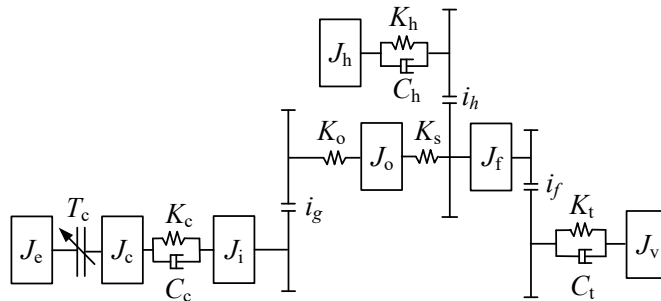 K_h
J_h
C_h
i_h
K_o
K_s
J_o
J_f
i_g
i_f
T_c
K_c
K_t
J_e
J_c
J_i
J_v
C_c
C_t